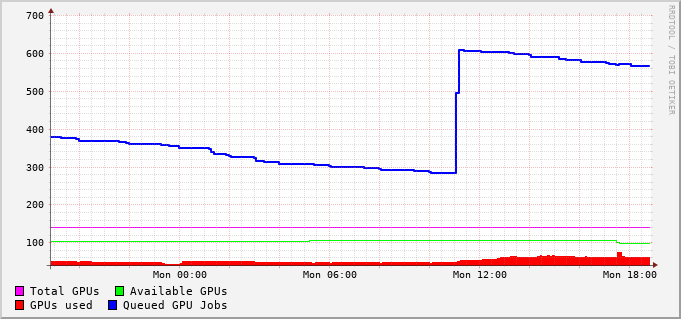 700
600
500
400
300
200
100
Mon 00:00 Mon 06:00 Mon 12:00 Mon 18:00
Total GPUs Available GPUs
GPUs used Queued GPU Jobs
RRDTOOL / TOBI OETIKER